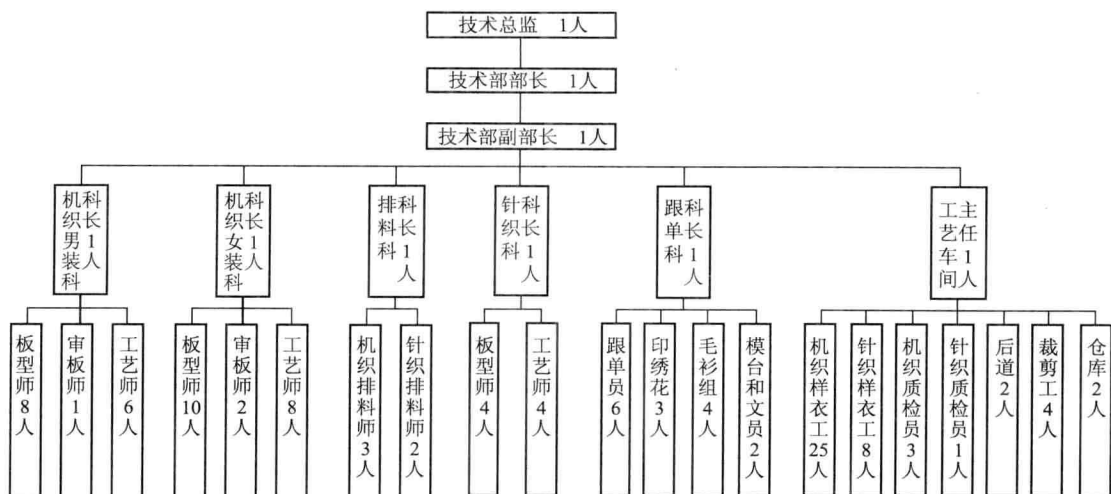 技术总监 1人
技术部部长 1人
技术部副部长 1人
机织男装科
科长1人
机织女装科
科长1人
排料科
科长1人
针织科
科长1人
跟单科
科长1人
工艺车间
主任1人
板型师8人
审板师1人
工艺师6人
板型师10人
审板师2人
工艺师8人
机织排料师3人
针织排料师2人
板型师4人
工艺师4人
跟单员6人
印绣花3人
毛衫组4人
模台和文员2人
机织样衣工25人
针织样衣工8人
机织质检员3人
针织质检员1人
后道2人
裁剪工4人
仓库2人